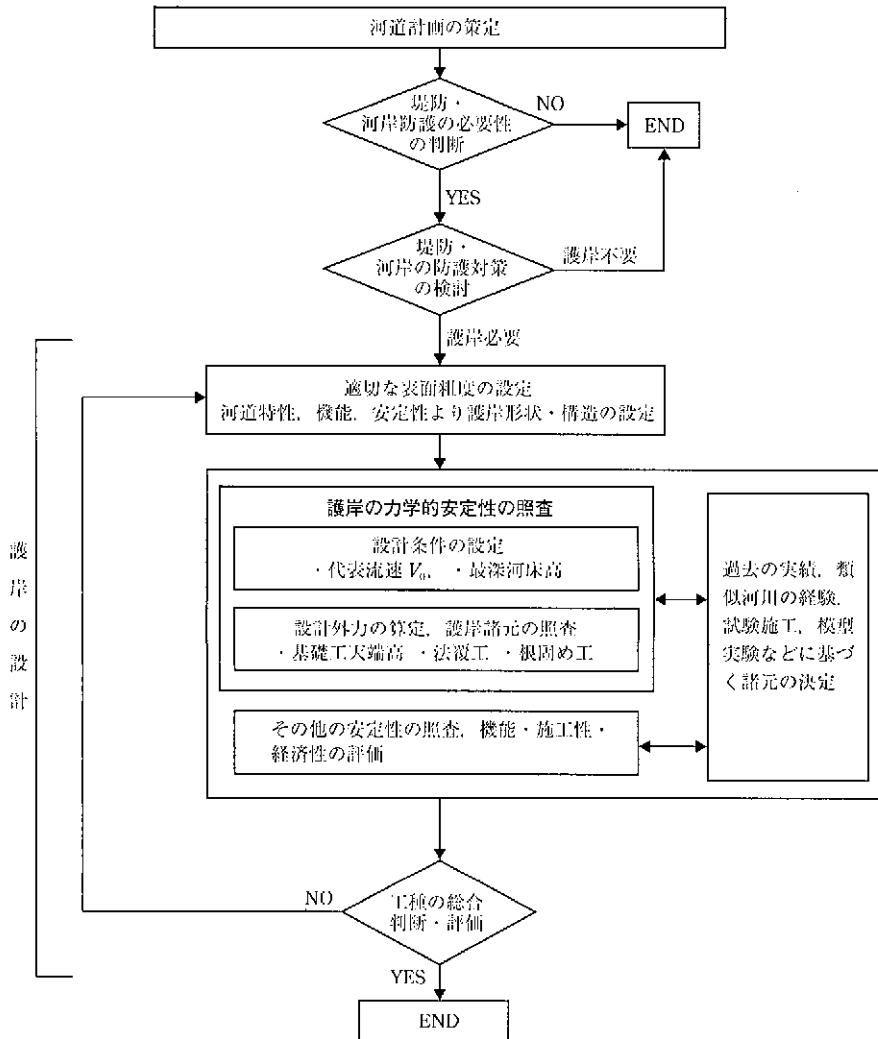 河道計画の策定
堤防・
河岸防護の必要性
の判断
NO
END
YES
堤防・
河岸の防護対策
の検討
護岸不要
護岸必要
適切な表面粗度の設定
河道特性，機能，安定性より護岸形状・構造の設定
護岸の設計
護岸の力学的安定性の照査
設計条件の設定
・代表流速V₀， ・最深河床高
設計外力の算定，護岸諸元の照査
・基礎工天端高 ・法覆工 ・根固め工
その他の安定性の照査，機能・施工性・
経済性の評価
過去の実績，類
似河川の経験，
試験施工，模型
実験などに基づ
く諸元の決定
NO
工種の総合
判断・評価
YES
END